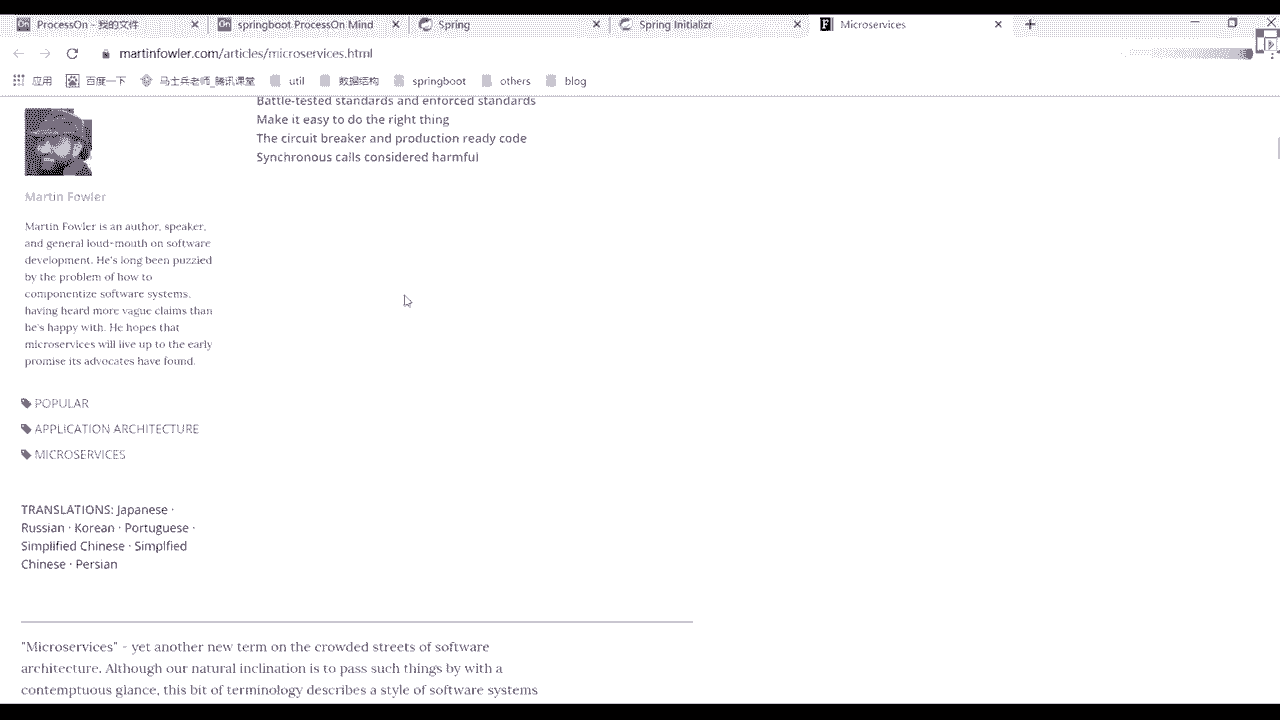 ProcessOn - 我的文件
springboot ProcessOn Mind
Spring
Spring Initializr
Microservices
martinfowler.com/articles/microservices.html
应用
百度一下
马士兵老师_腾讯课堂
util
数据结构
springboot
others
blog
Battle-tested standards and enforced standards
Make it easy to do the right thing
The circuit breaker and production ready code
Synchronous calls considered harmful
Martin Fowler
Martin Fowler is an author, speaker,
and general loud-mouth on software
development. He's long been puzzled
by the problem of how to
componentize software systems,
having heard more vague claims than
he's happy with. He hopes that
microservices will live up to the early
promise its advocates have found.
POPULAR
APPLICATION ARCHITECTURE
MICROSERVICES
TRANSLATIONS: Japanese ·
Russian · Korean · Portuguese ·
Simplified Chinese · Simplfied
Chinese · Persian
"Microservices" - yet another new term on the crowded streets of software
architecture. Although our natural inclination is to pass such things by with a
contemptuous glance, this bit of terminology describes a style of software systems